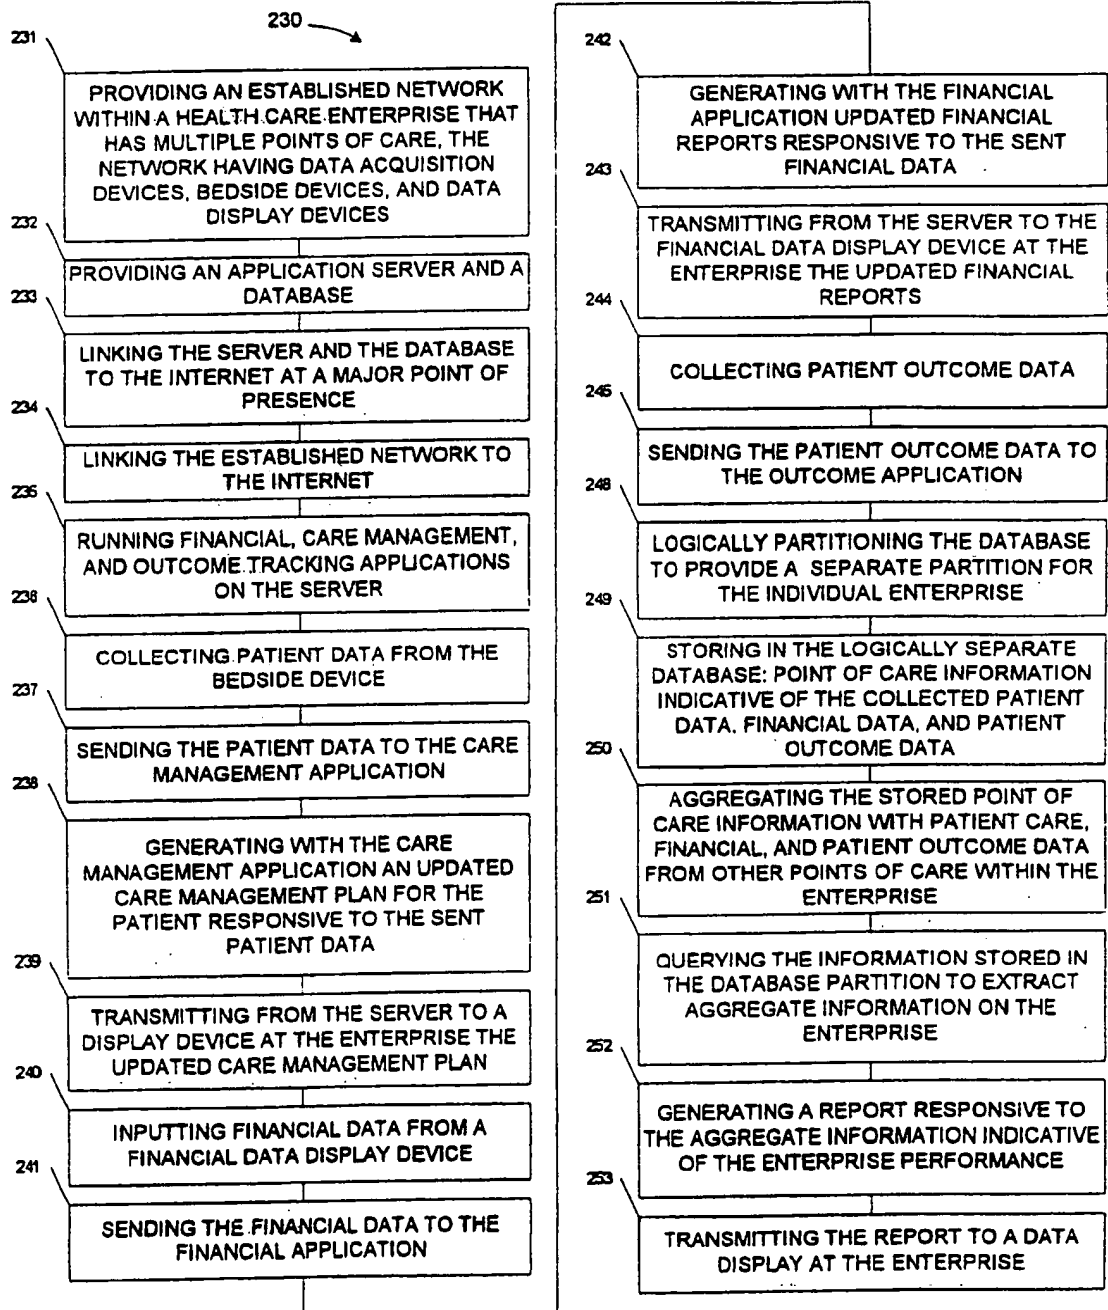 230
231
PROVIDING AN ESTABLISHED NETWORK
WITHIN A HEALTH CARE ENTERPRISE THAT
HAS MULTIPLE POINTS OF CARE, THE
NETWORK HAVING DATA ACQUISITION
DEVICES, BEDSIDE DEVICES, AND DATA
DISPLAY DEVICES
232
PROVIDING AN APPLICATION SERVER AND A
DATABASE
233
LINKING THE SERVER AND THE DATABASE
TO THE INTERNET AT A MAJOR POINT OF
PRESENCE
234
LINKING THE ESTABLISHED NETWORK TO
THE INTERNET
235
RUNNING FINANCIAL, CARE MANAGEMENT,
AND OUTCOME TRACKING APPLICATIONS
ON THE SERVER
236
COLLECTING PATIENT DATA FROM THE
BEDSIDE DEVICE
237
SENDING THE PATIENT DATA TO THE CARE
MANAGEMENT APPLICATION
238
GENERATING WITH THE CARE
MANAGEMENT APPLICATION AN UPDATED
CARE MANAGEMENT PLAN FOR THE
PATIENT RESPONSIVE TO THE SENT
PATIENT DATA
239
TRANSMITTING FROM THE SERVER TO A
DISPLAY DEVICE AT THE ENTERPRISE THE
UPDATED CARE MANAGEMENT PLAN
240
INPUTTING FINANCIAL DATA FROM A
FINANCIAL DATA DISPLAY DEVICE
241
SENDING THE FINANCIAL DATA TO THE
FINANCIAL APPLICATION
242
GENERATING WITH THE FINANCIAL
APPLICATION UPDATED FINANCIAL
REPORTS RESPONSIVE TO THE SENT
FINANCIAL DATA
243
TRANSMITTING FROM THE SERVER TO THE
FINANCIAL DATA DISPLAY DEVICE AT THE
ENTERPRISE THE UPDATED FINANCIAL
REPORTS
244
COLLECTING PATIENT OUTCOME DATA
245
SENDING THE PATIENT OUTCOME DATA TO
THE OUTCOME APPLICATION
248
LOGICALLY PARTITIONING THE DATABASE
TO PROVIDE A SEPARATE PARTITION FOR
THE INDIVIDUAL ENTERPRISE
249
STORING IN THE LOGICALLY SEPARATE
DATABASE: POINT OF CARE INFORMATION
INDICATIVE OF THE COLLECTED PATIENT
DATA, FINANCIAL DATA, AND PATIENT
OUTCOME DATA
250
AGGREGATING THE STORED POINT OF
CARE INFORMATION WITH PATIENT CARE,
FINANCIAL, AND PATIENT OUTCOME DATA
FROM OTHER POINTS OF CARE WITHIN THE
ENTERPRISE
251
QUERYING THE INFORMATION STORED IN
THE DATABASE PARTITION TO EXTRACT
AGGREGATE INFORMATION ON THE
ENTERPRISE
252
GENERATING A REPORT RESPONSIVE TO
THE AGGREGATE INFORMATION INDICATIVE
OF THE ENTERPRISE PERFORMANCE
253
TRANSMITTING THE REPORT TO A DATA
DISPLAY AT THE ENTERPRISE